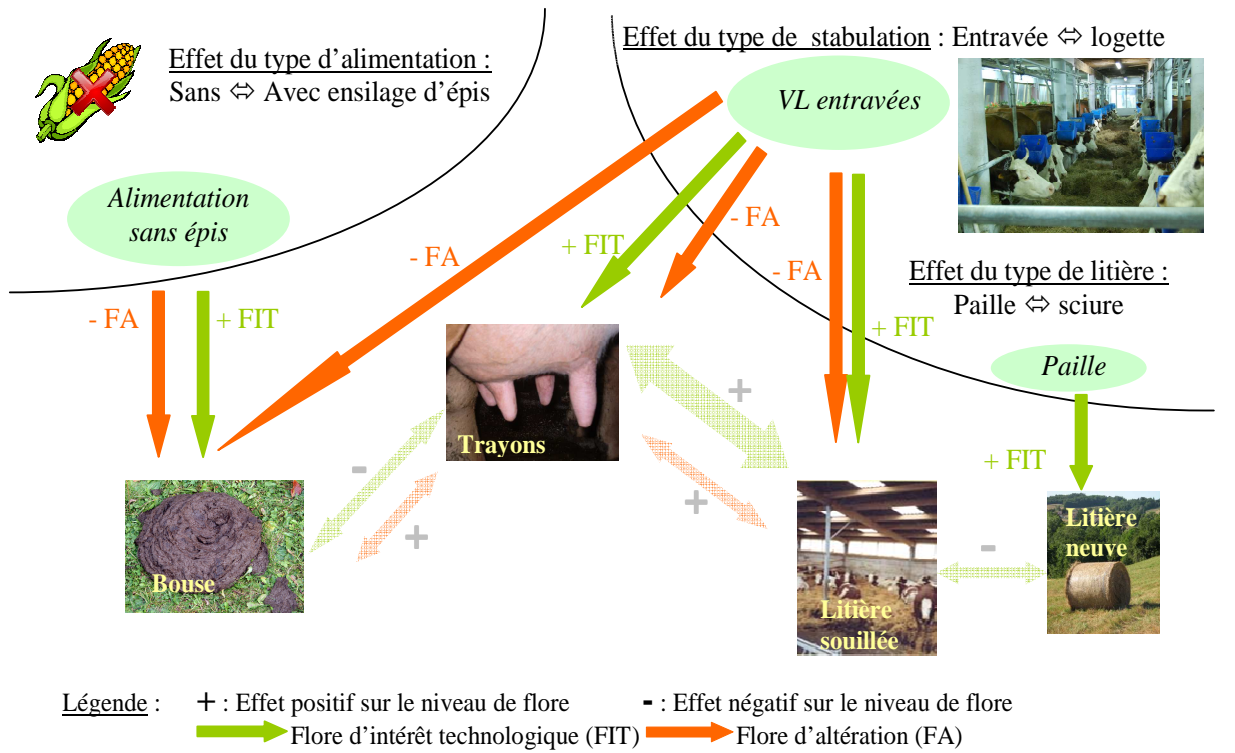 Effet du type d'alimentation :
Sans ⇔ Avec ensilage d'épis
Effet du type de stabulation : Entravée ⇔ logette
VL entravées
Alimentation
sans épis
- FA
+ FIT
- FA
+ FIT
- FA
- FA
+ FIT
Effet du type de litière :
Paille ⇔ sciure
Paille
+ FIT
Trayons
+
+
-
+
-
Bouse
Litière
souillée
Litière
neuve
Légende : + : Effet positif sur le niveau de flore - : Effet négatif sur le niveau de flore
Flore d'intérêt technologique (FIT) Flore d'altération (FA)